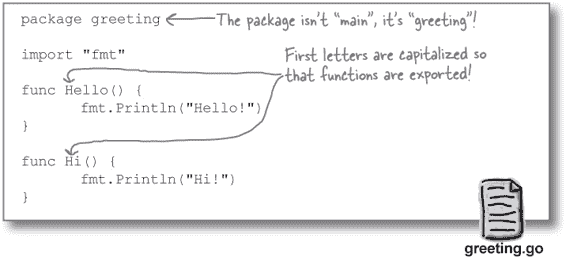 package greeting
The package isn't "main", it's "greeting"!
import "fmt"
First letters are capitalized so
that functions are exported!
func Hello() {
        fmt.Println("Hello!")
}
func Hi() {
        fmt.Println("Hi!")
}
greeting.go